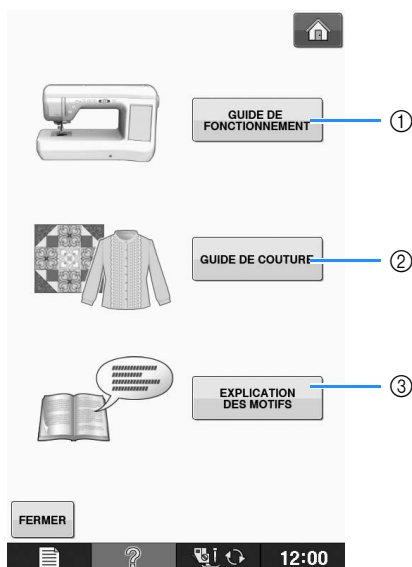 GUIDE DE
FONCTIONNEMENT
①
GUIDE DE COUTURE
②
EXPLICATION
DES MOTIFS
③
FERMER
12:00